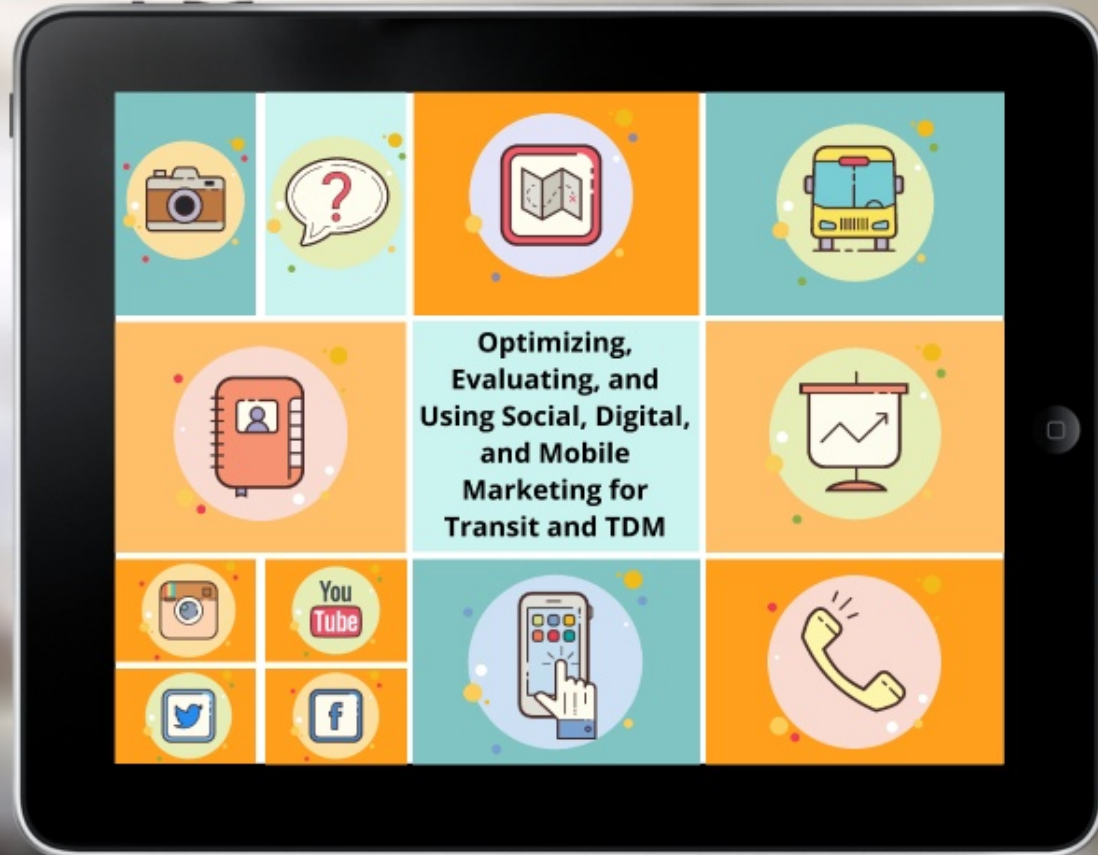 ?
Optimizing,
Evaluating, and
Using Social, Digital,
and Mobile
Marketing for
Transit and TDM
You
Tube
f